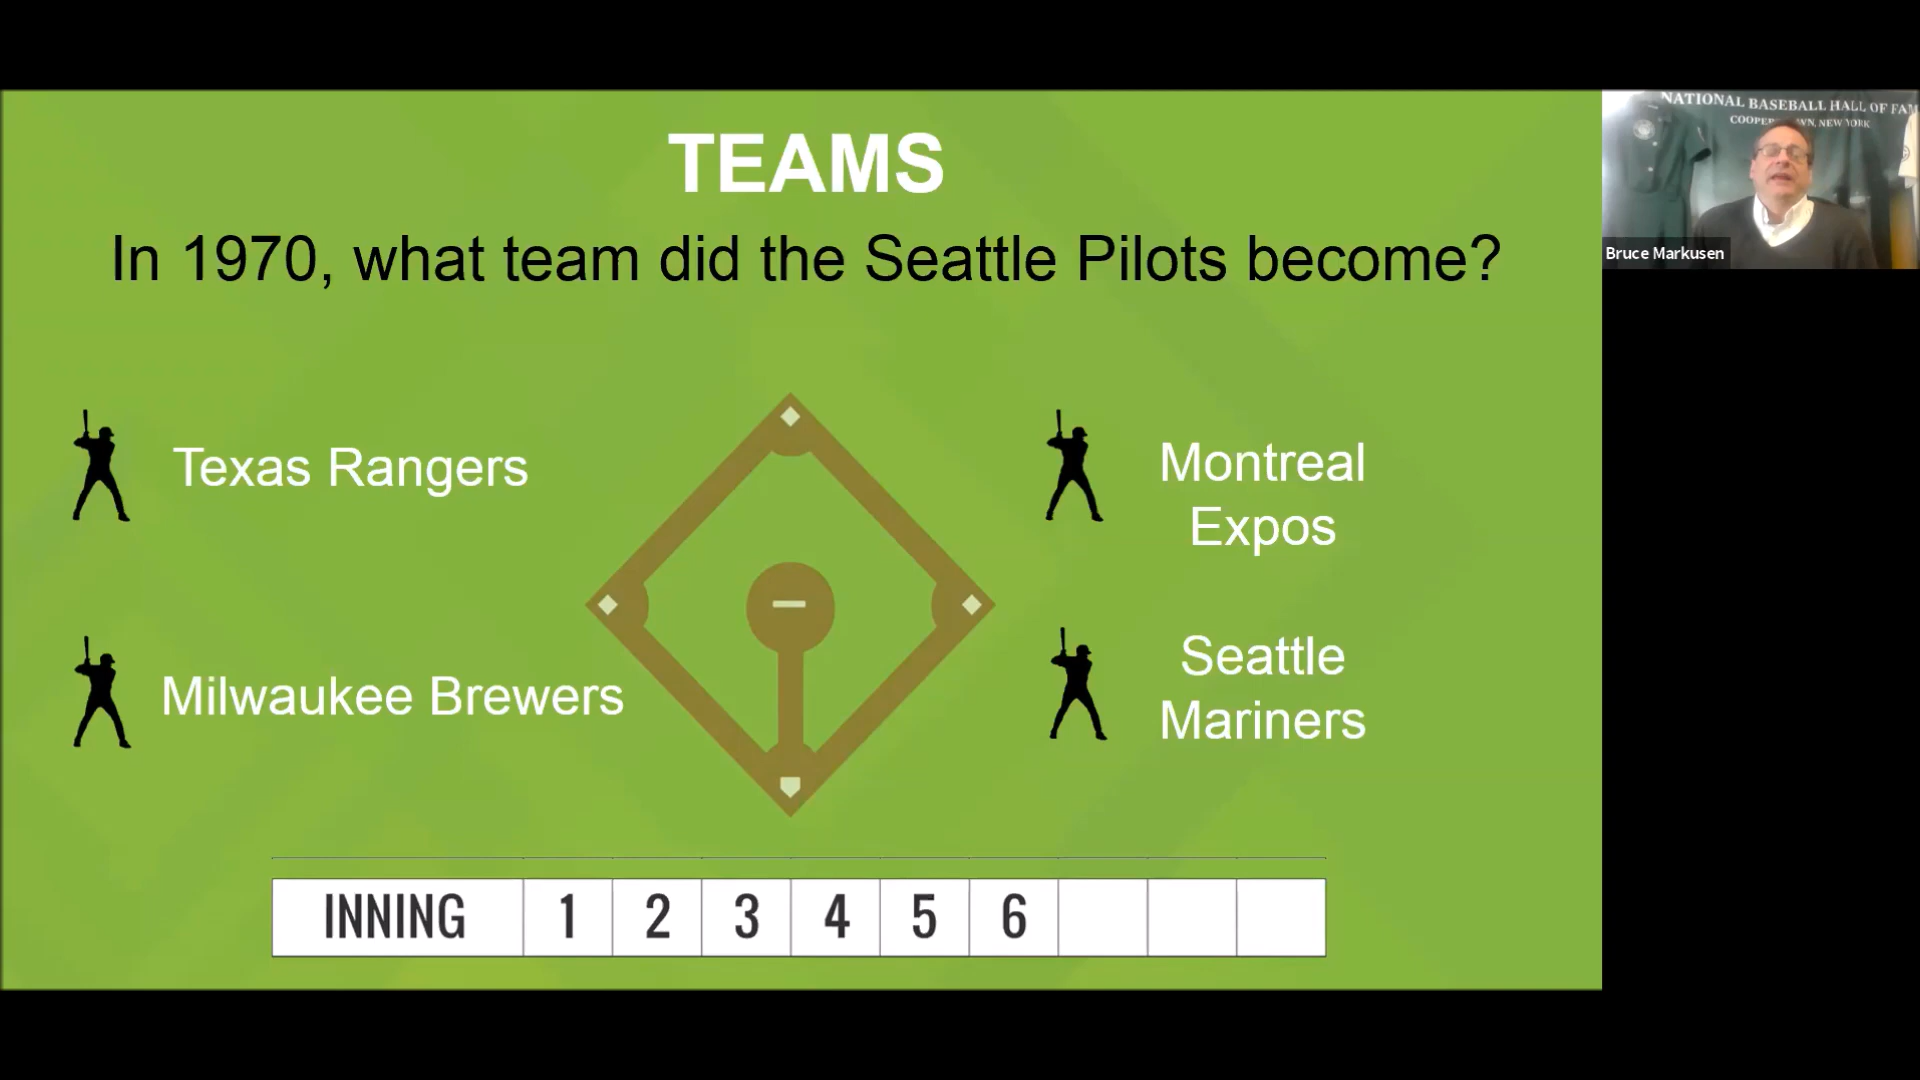 TEAMS
In 1970, what team did the Seattle Pilots become?
Texas Rangers
Montreal
Expos
Milwaukee Brewers
Seattle
Mariners
INNING 1 2 3 4 5 6
NATIONAL BASEBALL HALL OF FAM
NEW YORK
Bruce Markusen